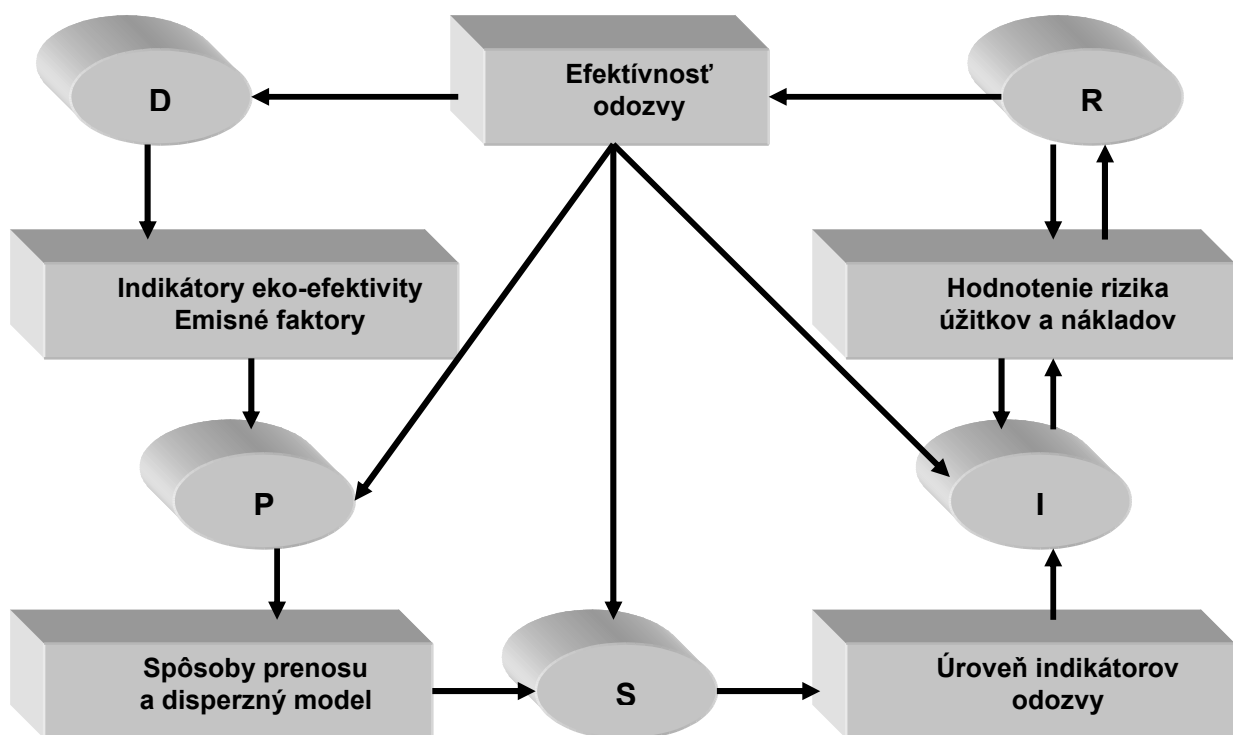 D
Efektívnosť
odozvy
R
Indikátory eko-efektivity
Emisné faktory
Hodnotenie rizika
úžitkov a nákladov
P
I
Spôsoby prenosu
a disperzný model
S
Úroveň indikátorov
odozvy